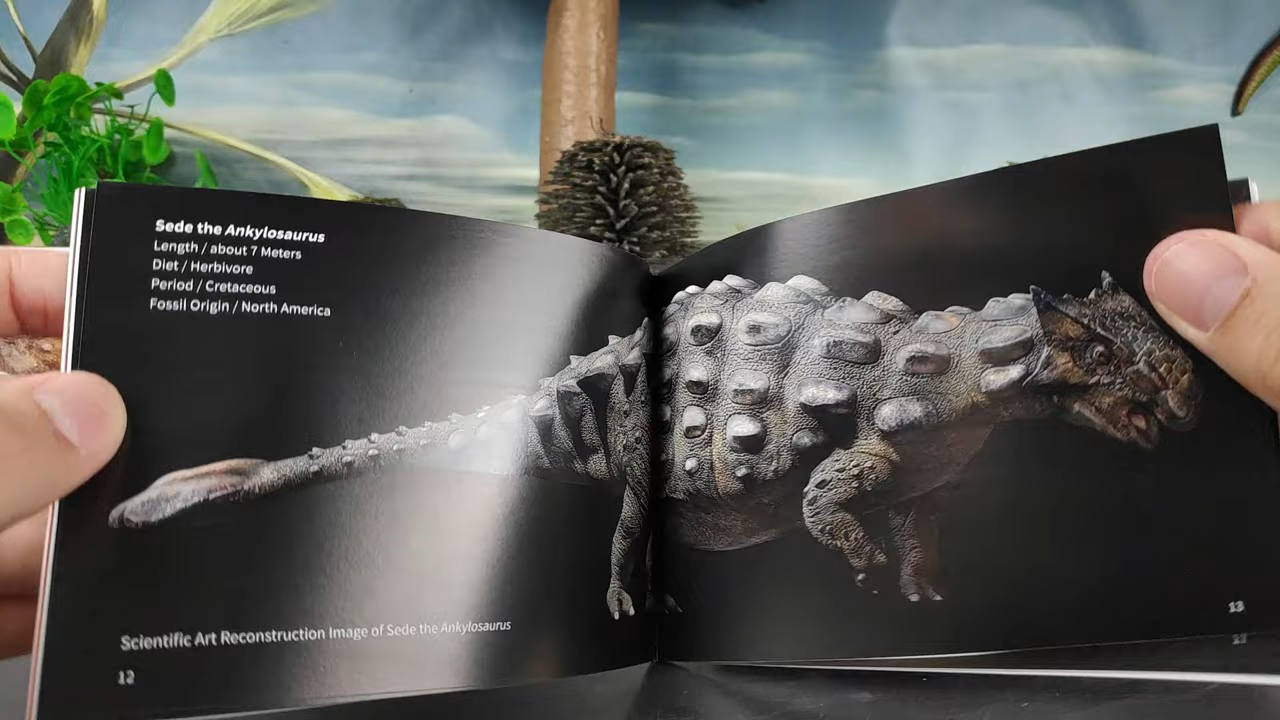 Sede the Ankylosaurus
Length / about 7 Meters
Diet / Herbivore
Period / Cretaceous
Fossil Origin / North America
Scientific Art Reconstruction Image of Sede the Ankylosaurus
12
13